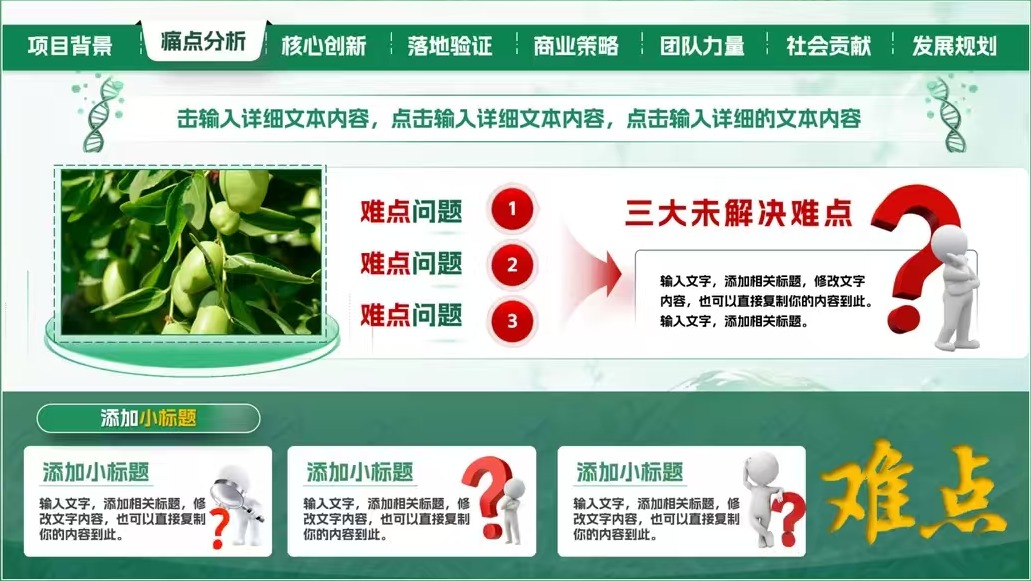 项目背景
痛点分析
核心创新
落地验证
商业策略
团队力量
社会贡献
发展规划
击输入详细文本内容，点击输入详细文本内容，点击输入详细的文本内容
难点问题
1
难点问题
2
难点问题
3
三大未解决难点
输入文字，添加相关标题，修改文字
内容，也可以直接复制你的内容到此。
输入文字，添加相关标题。
添加小标题
添加小标题
输入文字，添加相关标题，修
改文字内容，也可以直接复制
你的内容到此。
添加小标题
输入文字，添加相关标题，修
改文字内容，也可以直接复制
你的内容到此。
添加小标题
输入文字，添加相关标题，修
改文字内容，也可以直接复制
你的内容到此。
难点